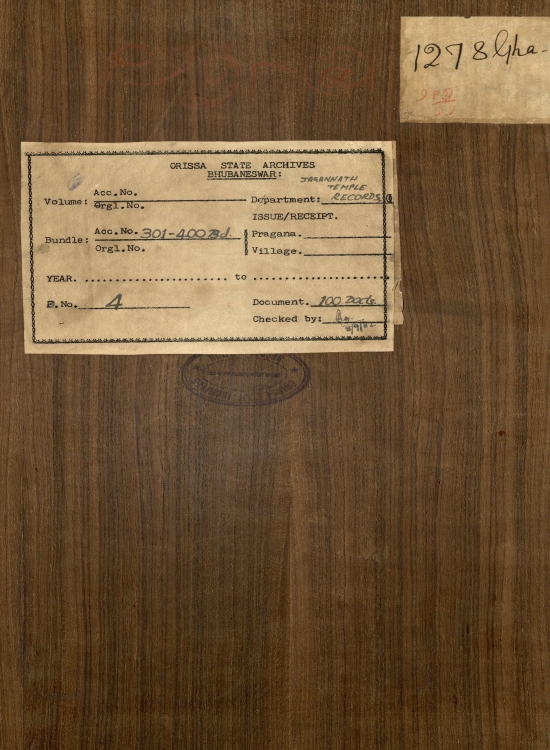 1278 Gha-
ORISSA STATE ARCHIVES
BHUBANESWAR:
Volume: Acc.No.
Orgl.No.
Department: JAGANNATH TEMPLE RECORDS
ISSUE/RECEIPT.
Bundle: Acc.No. 301-400 Bd.
Orgl.No.
Pragana.
Village.
YEAR. to
B.No. 4
Document. 100 Docts.
Checked by: